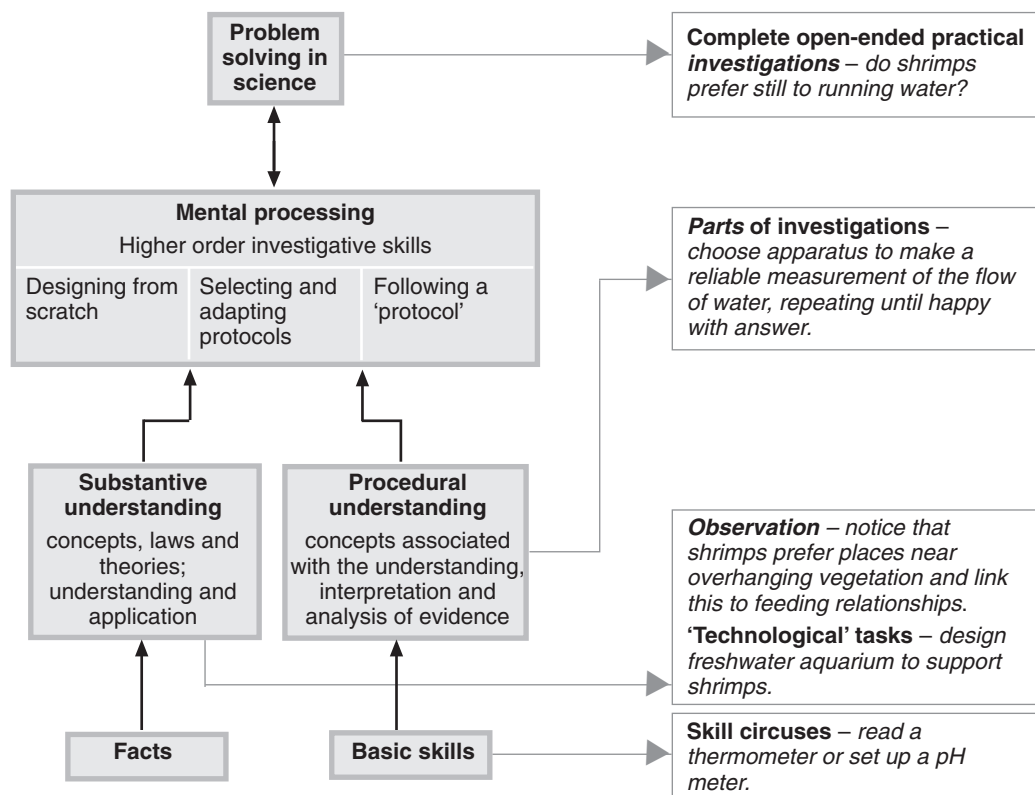 Problem
solving in
science
Complete open-ended practical
investigations – do shrimps
prefer still to running water?
Mental processing
Higher order investigative skills
Designing from
scratch
Selecting and
adapting
protocols
Following a
‘protocol’
Parts of investigations –
choose apparatus to make a
reliable measurement of the flow
of water, repeating until happy
with answer.
Substantive
understanding
concepts, laws and
theories;
understanding and
application
Procedural
understanding
concepts associated
with the understanding,
interpretation and
analysis of evidence
Observation – notice that
shrimps prefer places near
overhanging vegetation and link
this to feeding relationships.
‘Technological’ tasks – design
freshwater aquarium to support
shrimps.
Facts
Basic skills
Skill circuses – read a
thermometer or set up a pH
meter.